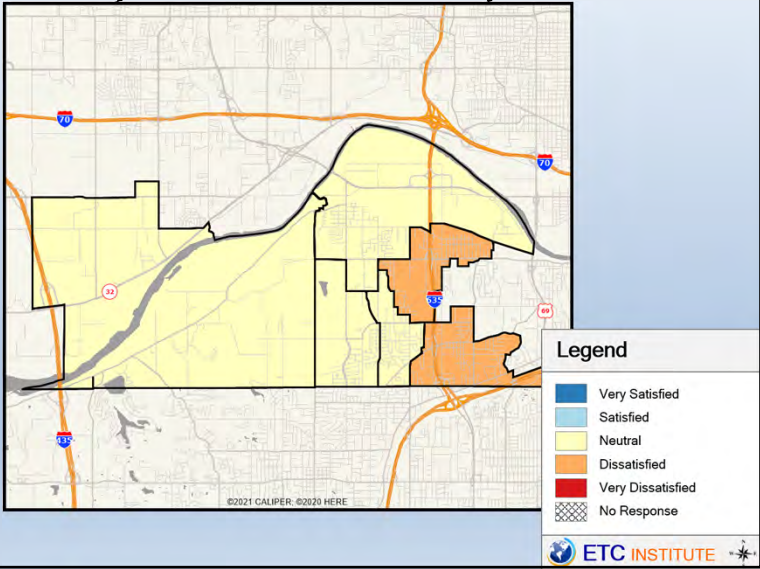 70
70
32
635
69
435
©2021 CALIPER; ©2020 HERE
Legend
Very Satisfied
Satisfied
Neutral
Dissatisfied
Very Dissatisfied
No Response
ETC INSTITUTE